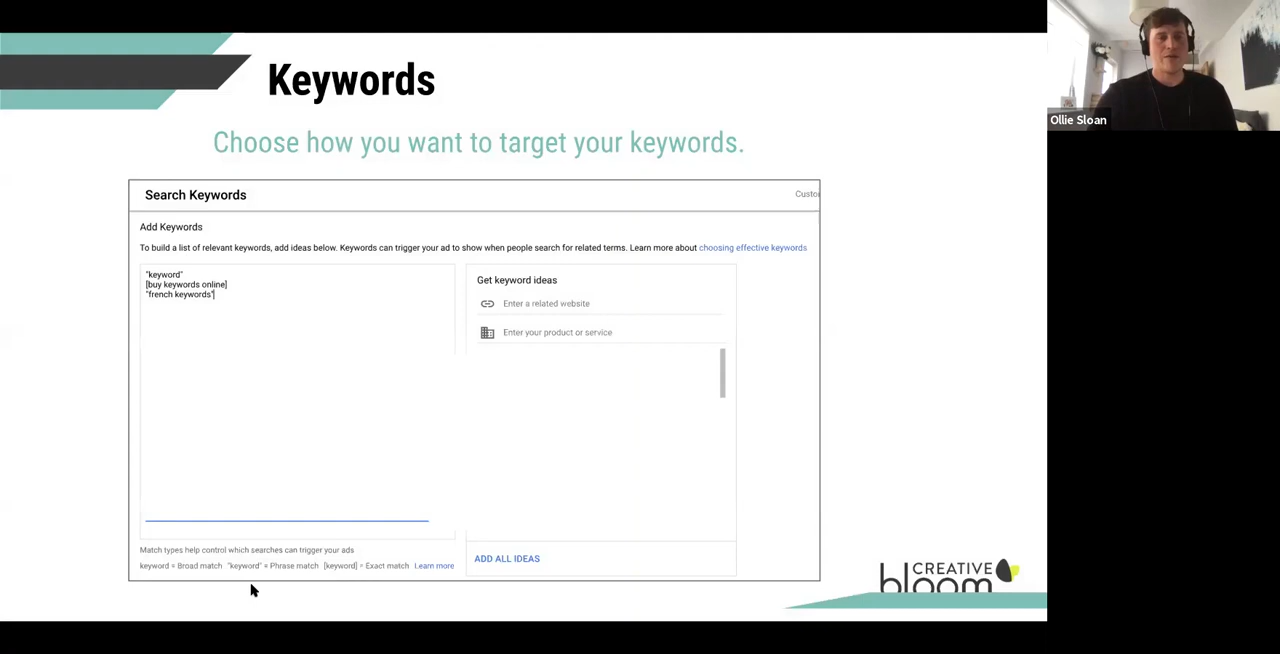 Keywords
Choose how you want to target your keywords.
Ollie Sloan
Search Keywords
Custo
Add Keywords
To build a list of relevant keywords, add ideas below. Keywords can trigger your ad to show when people search for related terms. Learn more about choosing effective keywords
"keyword"
[buy keywords online]
"french keywords"
Get keyword ideas
Enter a related website
Enter your product or service
ADD ALL IDEAS
Match types help control which searches can trigger your ads
keyword = Broad match "keyword" = Phrase match [keyword] = Exact match Learn more
CREATIVE
bloom